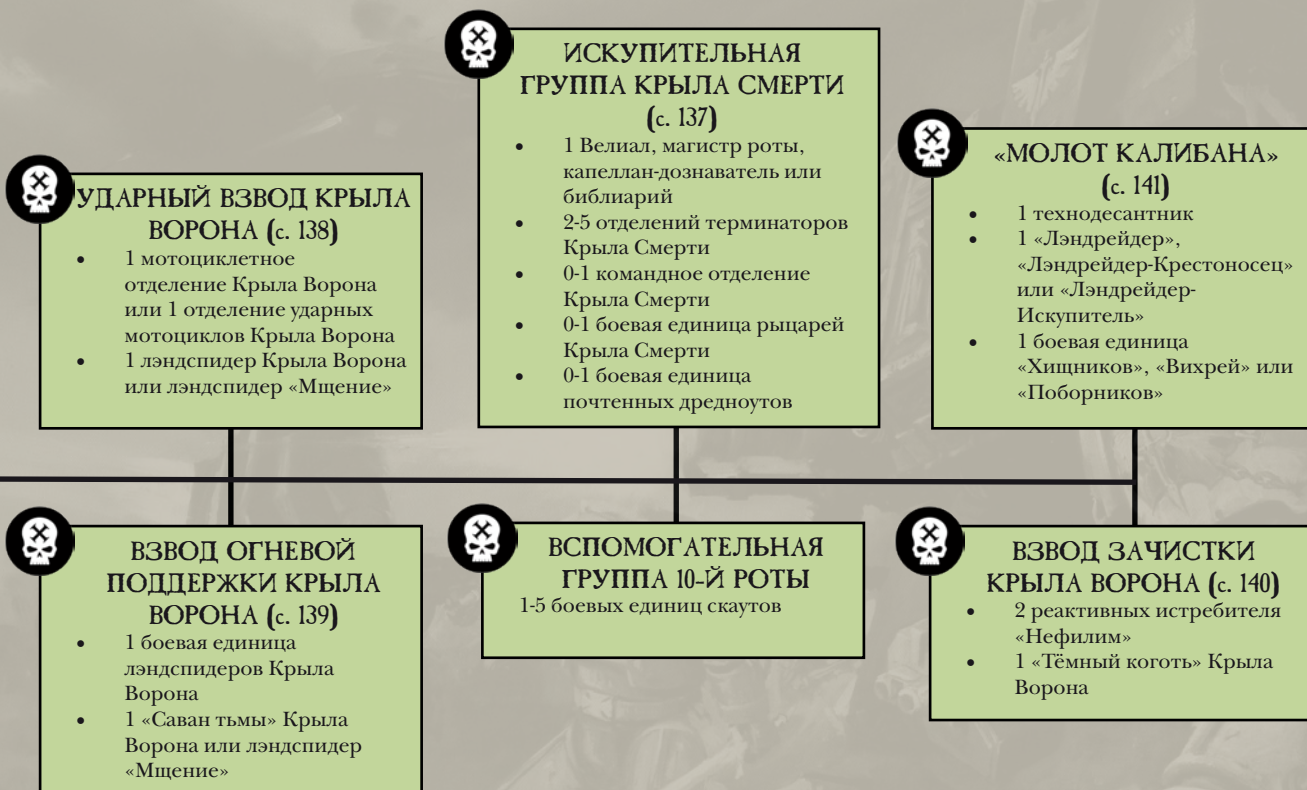 УДАРНЫЙ ВЗВОД КРЫЛА
ВОРОНА (с. 138)
• 1 мотоциклетное
отделение Крыла Ворона
или 1 отделение ударных
мотоциклов Крыла Ворона
• 1 лэндспидер Крыла Ворона
или лэндспидер «Мщение»
ИСКУПИТЕЛЬНАЯ
ГРУППА КРЫЛА СМЕРТИ
(с. 137)
• 1 Велиал, магистр роты,
капеллан-дознаватель или
библиарий
• 2-5 отделений терминаторов
Крыла Смерти
• 0-1 командное отделение
Крыла Смерти
• 0-1 боевая единица рыцарей
Крыла Смерти
• 0-1 боевая единица
почтенных дредноутов
«МОЛОТ КАЛИБАНА»
(с. 141)
• 1 технодесантник
• 1 «Лэндрейдер»,
«Лэндрейдер-Крестоносец»
или «Лэндрейдер-
Искупитель»
• 1 боевая единица
«Хищников», «Вихрей» или
«Поборников»
ВЗВОД ОГНЕВОЙ
ПОДДЕРЖКИ КРЫЛА
ВОРОНА (с. 139)
• 1 боевая единица
лэндспидеров Крыла
Ворона
• 1 «Саван тьмы» Крыла
Ворона или лэндспидер
«Мщение»
ВСПОМОГАТЕЛЬНАЯ
ГРУППА 10-Й РОТЫ
1-5 боевых единиц скаутов
ВЗВОД ЗАЧИСТКИ
КРЫЛА ВОРОНА (с. 140)
• 2 реактивных истребителя
«Нефилим»
• 1 «Тёмный коготь» Крыла
Ворона